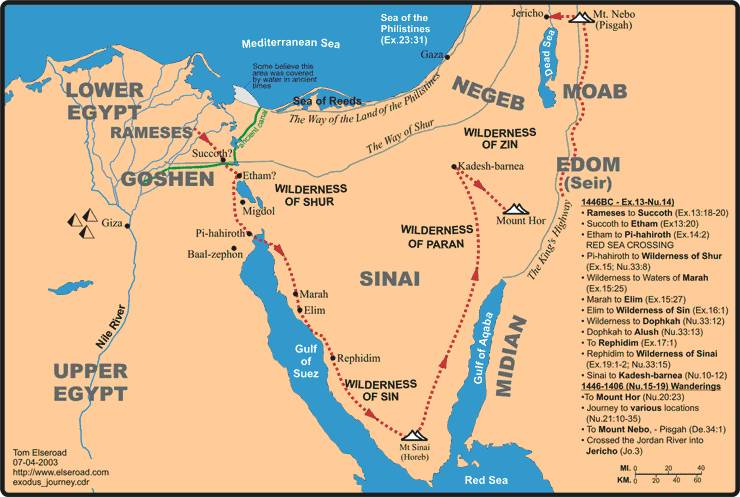 Sea of the
Philistines
(Ex.23:31)
Jericho
Mt. Nebo
(Pisgah)
Mediterranean Sea
Gaza
Dead Sea
Some believe this
area was covered
by water in ancient
times
LOWER
EGYPT
NEGEB
MOAB
Sea of Reeds
The Way of the Land of the Philistines
ancient canal
RAMESES
The Way of Shur
WILDERNESS
OF ZIN
Succoth?
Kadesh-barnea
EDOM
(Seir)
GOSHEN
Etham?
WILDERNESS
OF SHUR
Migdol
Mount Hor
Giza
Pi-hahiroth
WILDERNESS
OF PARAN
The King's Highway
Baal-zephon
SINAI
Marah
Elim
Nile River
Gulf of Aqaba
MIDIAN
Gulf
of
Suez
Rephidim
UPPER
EGYPT
WILDERNESS
OF SIN
Mt Sinai
(Horeb)
Red Sea
1446BC - Ex.13-Nu.14)
• Rameses to Succoth (Ex.13:18-20)
• Succoth to Etham (Ex13:20)
• Etham to Pi-hahiroth (Ex.14:2)
RED SEA CROSSING
• Pi-hahiroth to Wilderness of Shur
(Ex.15; Nu.33:8)
• Wilderness to Waters of Marah
(Ex.15:25)
• Marah to Elim (Ex.15:27)
• Elim to Wilderness of Sin (Ex.16:1)
• Wilderness to Dophkah (Nu.33:12)
• Dophkah to Alush (Nu.33:13)
• To Rephidim (Ex.17:1)
• Rephidim to Wilderness of Sinai
(Ex.19:1-2; Nu.33:15)
• Sinai to Kadesh-barnea (Nu.10-12)
1446-1406 (Nu.15-19) Wanderings
•To Mount Hor (Nu.20:23)
• Journey to various locations
(Nu.21:10-35)
• To Mount Nebo, - Pisgah (De.34:1)
• Crossed the Jordan River into
Jericho (Jo.3)
MI. 0 20 40
KM. 0 20 40 60
Tom Elseroad
07-04-2003
http://www.elseroad.com
exodus_journey.cdr